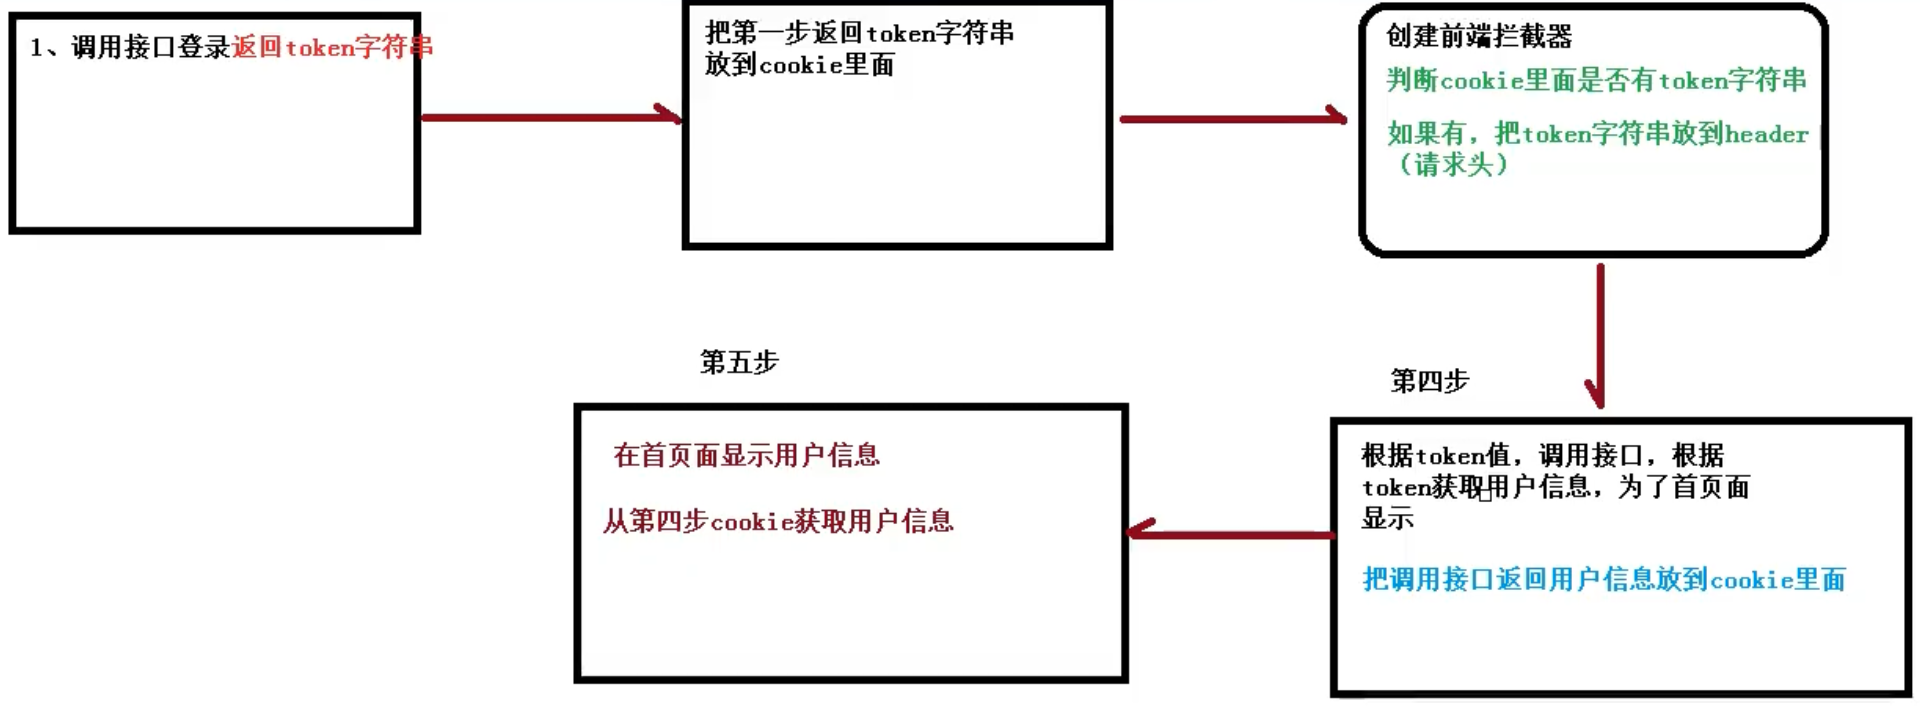 1、调用接口登录返回token字符串
把第一步返回token字符串
放到cookie里面
创建前端拦截器
判断cookie里面是否有token字符串
如果有，把token字符串放到header
（请求头）
第四步
根据token值，调用接口，根据
token获取用户信息，为了首页面
显示
把调用接口返回用户信息放到cookie里面
第五步
在首页面显示用户信息
从第四步cookie获取用户信息